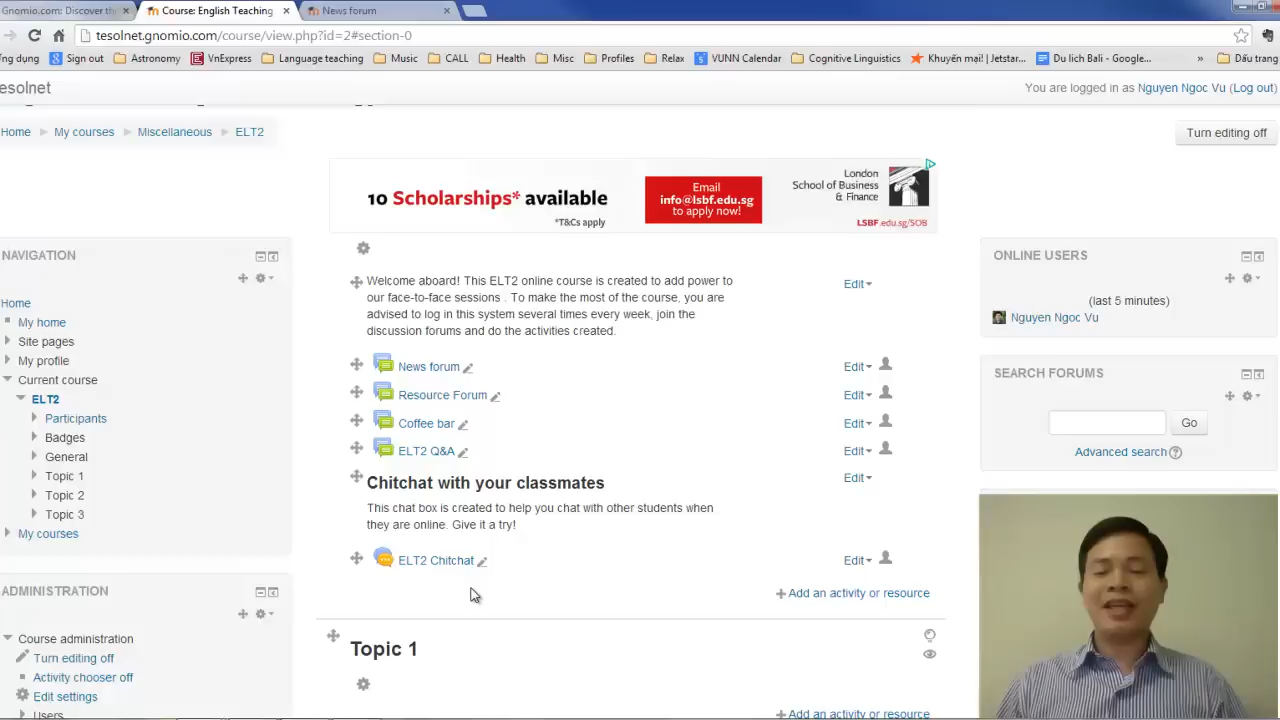 Gnomio.com: Discover th
Course: English Teaching
News forum
tesolnet.gnomio.com/course/view.php?id=2#section-0
ng dụng
Sign out
Astronomy
VnExpress
Language teaching
Music
CALL
Health
Misc
Profiles
Relax
VUNN Calendar
Cognitive Linguistics
Khuyến mại! | Jetstar...
Du lich Bali - Google...
»
Dấu trang
esolnet
You are logged in as Nguyen Ngoc Vu (Log out)
Home
My courses
Miscellaneous
ELT2
Turn editing off
10 Scholarships* available
*T&Cs apply
Email
info@lsbf.edu.sg
to apply now!
London
School of Business
& Finance
LSBF.edu.sg/SOB
NAVIGATION
Home
My home
Site pages
My profile
Current course
ELT2
Participants
Badges
General
Topic 1
Topic 2
Topic 3
My courses
ADMINISTRATION
Course administration
Turn editing off
Activity chooser off
Edit settings
Users
Welcome aboard! This ELT2 online course is created to add power to
our face-to-face sessions . To make the most of the course, you are
advised to log in this system several times every week, join the
discussion forums and do the activities created.
Edit
News forum
Edit
Resource Forum
Edit
Coffee bar
Edit
ELT2 Q&A
Edit
Chitchat with your classmates
Edit
This chat box is created to help you chat with other students when
they are online. Give it a try!
ELT2 Chitchat
Edit
Add an activity or resource
Topic 1
Add an activity or resource
ONLINE USERS
(last 5 minutes)
Nguyen Ngoc Vu
SEARCH FORUMS
Go
Advanced search